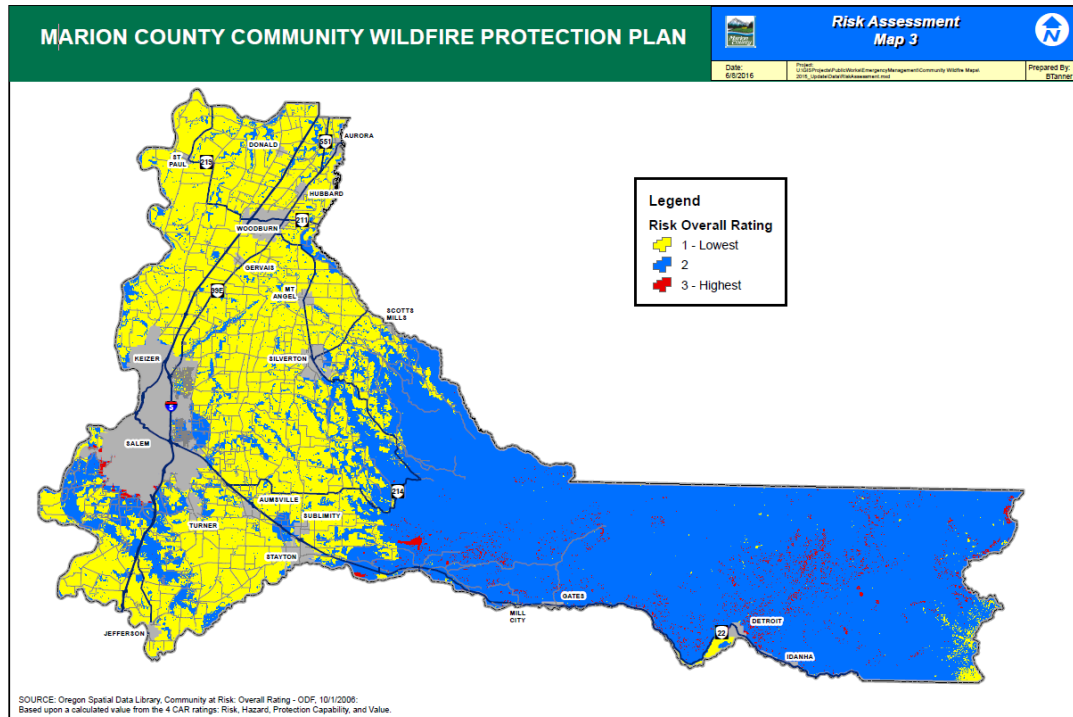 MARION COUNTY COMMUNITY WILDFIRE PROTECTION PLAN
Marion
County
Risk Assessment
Map 3
N
Date:
6/8/2016
Project:
Prepared By:
BTanner
ST
PAUL
219
DONALD
551
AURORA
HUBBARD
211
WOODBURN
GERVAIS
99E
MT
ANGEL
SCOTTS
MILLS
KEIZER
SILVERTON
5
SALEM
214
AUMSVILLE
SUBLIMITY
TURNER
STAYTON
GATES
MILL
CITY
22
DETROIT
JEFFERSON
IDANHA
Legend
Risk Overall Rating
1 - Lowest
2
3 - Highest
SOURCE: Oregon Spatial Data Library, Community at Risk: Overall Rating - ODF, 10/1/2006:
Based upon a calculated value from the 4 CAR ratings: Risk, Hazard, Protection Capability, and Value.